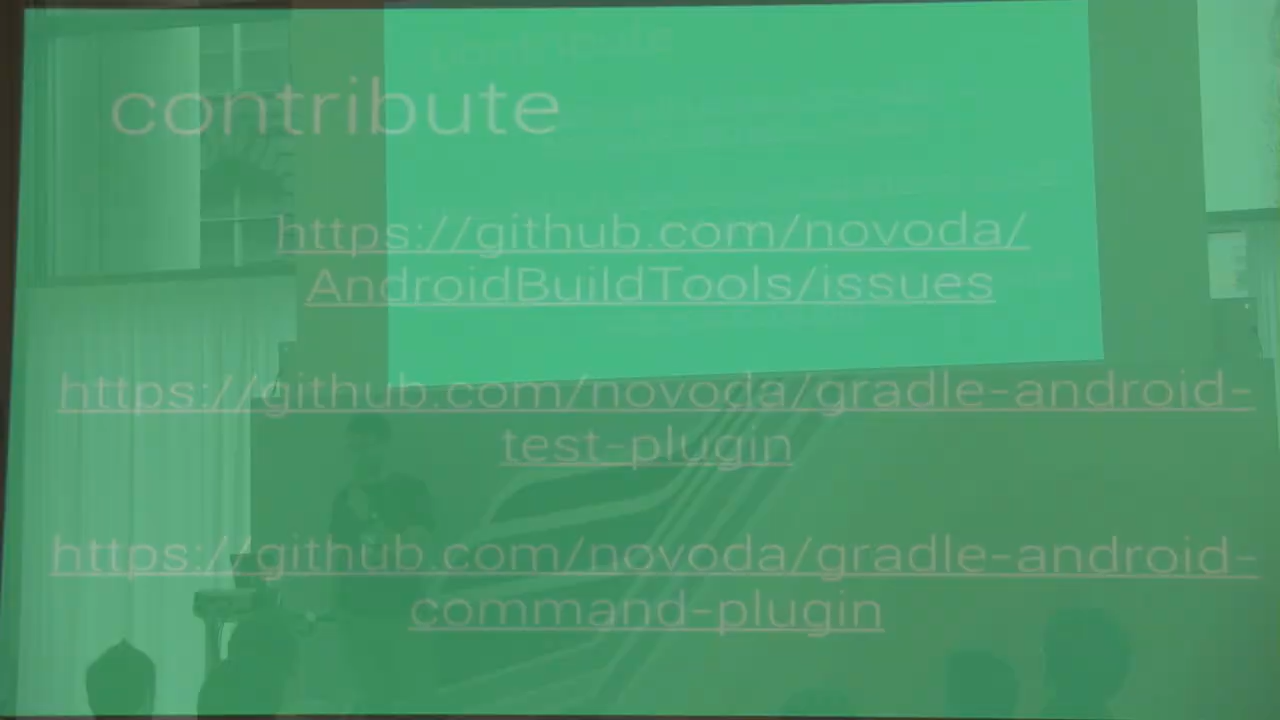 contribute
https://github.com/novoda/
AndroidBuildTools/issues
https://github.com/novoda/gradle-android-
test-plugin
https://github.com/novoda/gradle-android-
command-plugin